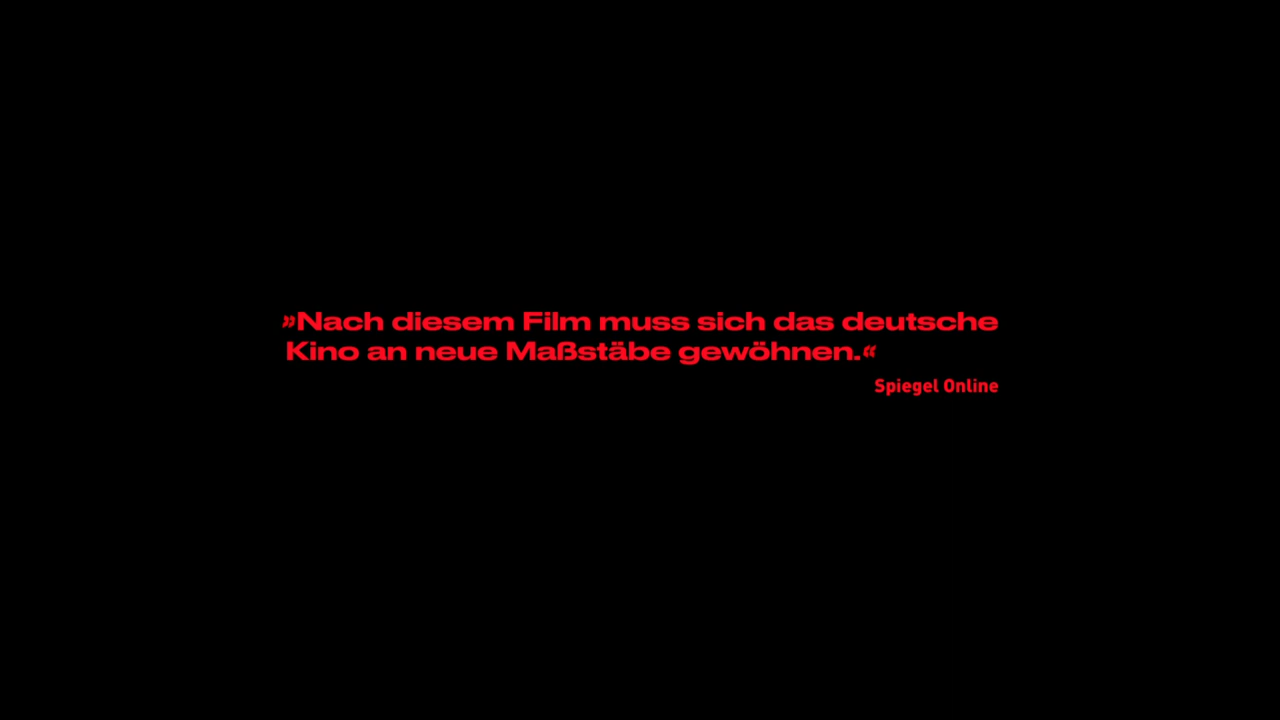 »Nach diesem Film muss sich das deutsche
Kino an neue Maßstäbe gewöhnen.«
Spiegel Online